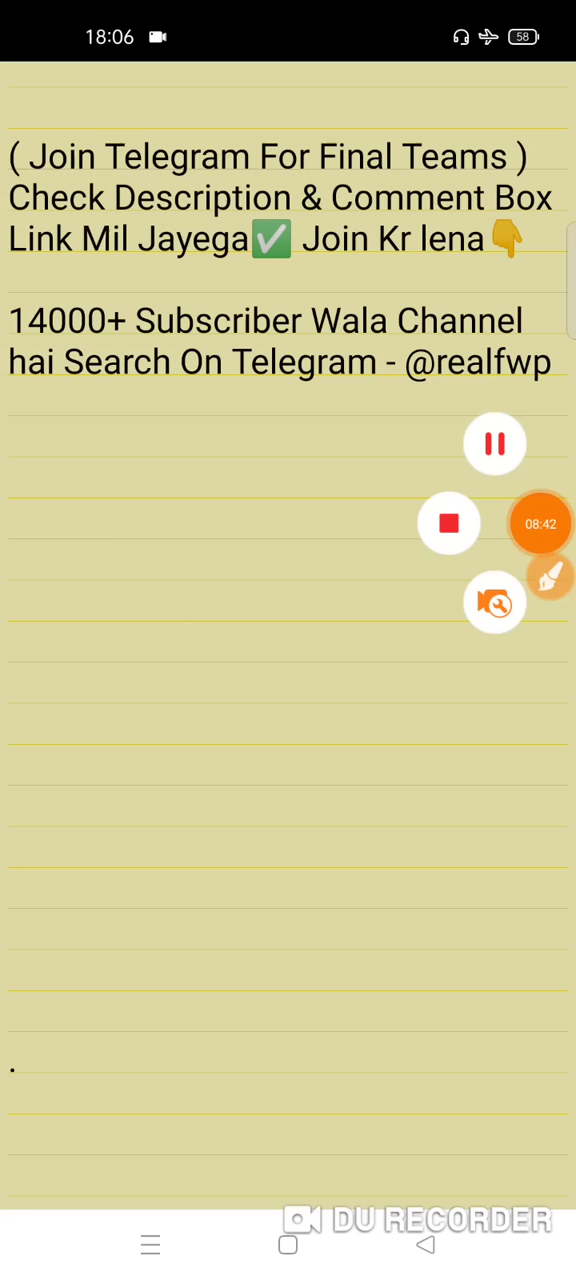 18:06
58
( Join Telegram For Final Teams )
Check Description & Comment Box
Link Mil Jayega✅ Join Kr lena👇
14000+ Subscriber Wala Channel
hai Search On Telegram - @realfwp
08:42
.
DU RECORDER